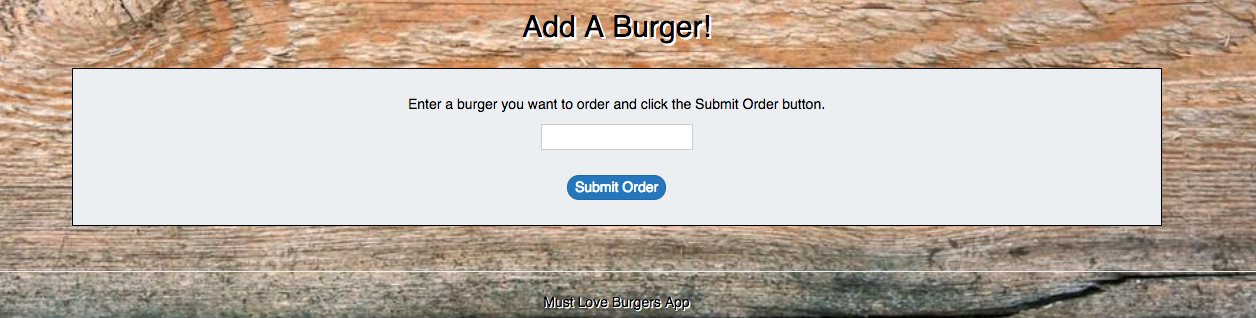 Add A Burger!
Enter a burger you want to order and click the Submit Order button.
Submit Order
Must Love Burgers App